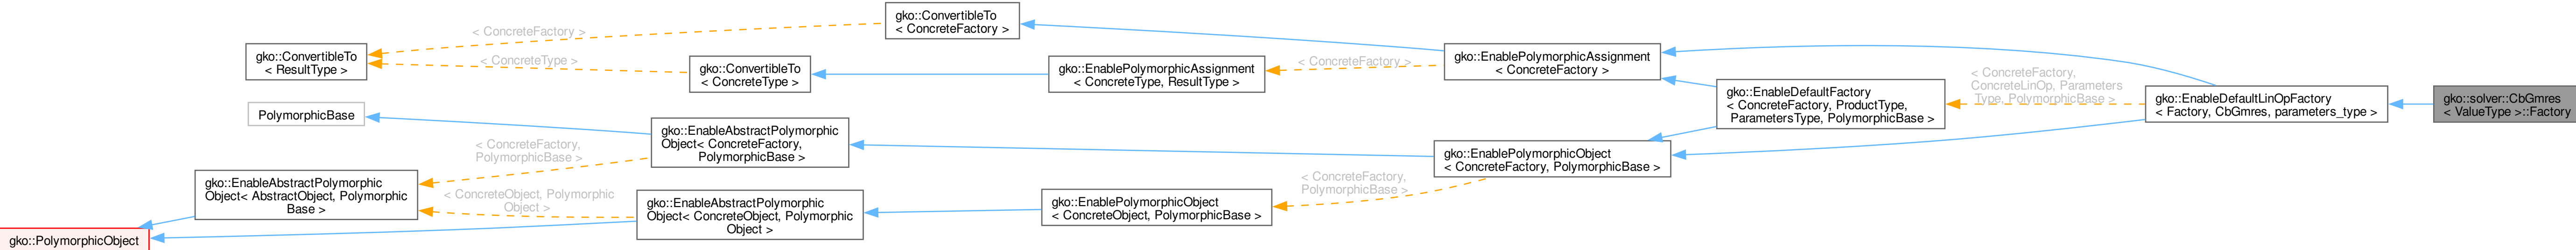 gko::ConvertibleTo
< ConcreteFactory >
< ConcreteFactory >
gko::ConvertibleTo
< ResultType >
< ConcreteType >
gko::ConvertibleTo
< ConcreteType >
gko::EnablePolymorphicAssignment
< ConcreteType, ResultType >
< ConcreteFactory >
gko::EnablePolymorphicAssignment
< ConcreteFactory >
gko::EnableDefaultFactory
< ConcreteFactory, ProductType,
ParametersType, PolymorphicBase >
< ConcreteFactory,
ConcreteLinOp, Parameters
Type, PolymorphicBase >
gko::EnableDefaultLinOpFactory
< Factory, CbGmres, parameters_type >
gko::solver::CbGmres
< ValueType >::Factory
PolymorphicBase
gko::EnableAbstractPolymorphic
Object< ConcreteFactory,
PolymorphicBase >
< ConcreteFactory,
PolymorphicBase >
gko::EnablePolymorphicObject
< ConcreteFactory, PolymorphicBase >
gko::EnableAbstractPolymorphic
Object< AbstractObject, Polymorphic
Base >
< ConcreteObject, Polymorphic
Object >
gko::EnableAbstractPolymorphic
Object< ConcreteObject, Polymorphic
Object >
gko::EnablePolymorphicObject
< ConcreteObject, PolymorphicBase >
< ConcreteFactory,
PolymorphicBase >
gko::PolymorphicObject